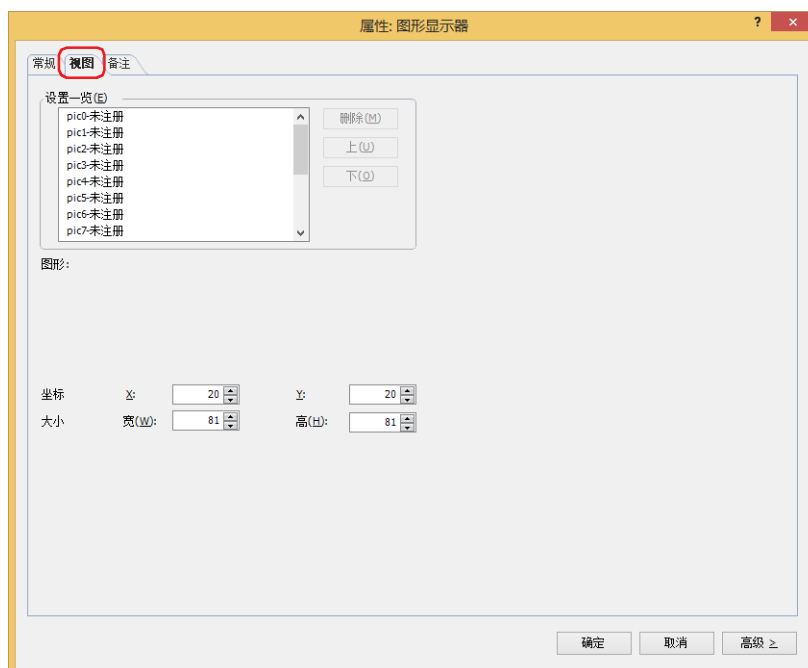 属性: 图形显示器
? ×
常规 视图 备注
设置一览(E)
pic0-未注册
pic1-未注册
pic2-未注册
pic3-未注册
pic4-未注册
pic5-未注册
pic6-未注册
pic7-未注册
删除(M)
上(U)
下(O)
图形:
坐标 X: 20 Y: 20
大小 宽(W): 81 高(H): 81
确定 取消 高级 >